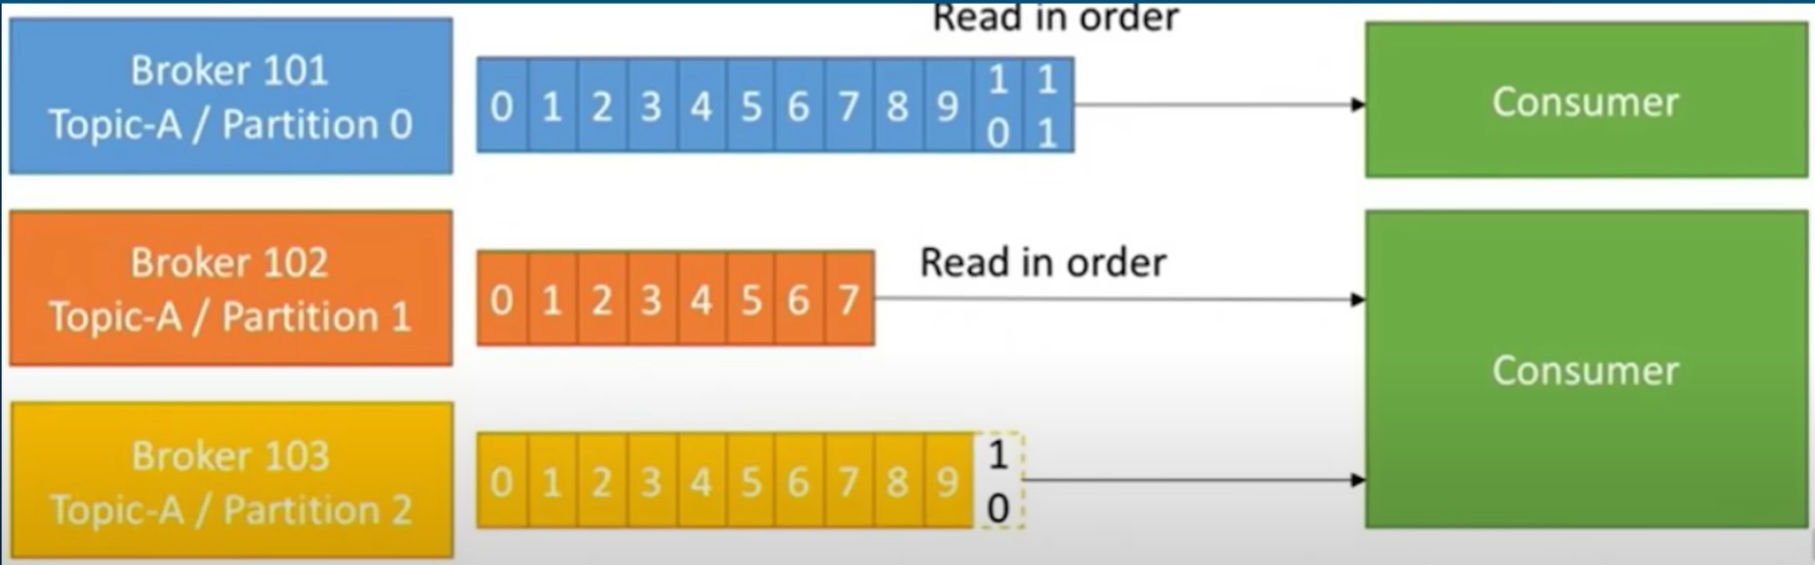 Read in order
Broker 101
Topic-A / Partition 0
0 1 2 3 4 5 6 7 8 9 10 11
Consumer
Broker 102
Topic-A / Partition 1
0 1 2 3 4 5 6 7
Read in order
Consumer
Broker 103
Topic-A / Partition 2
0 1 2 3 4 5 6 7 8 9 10